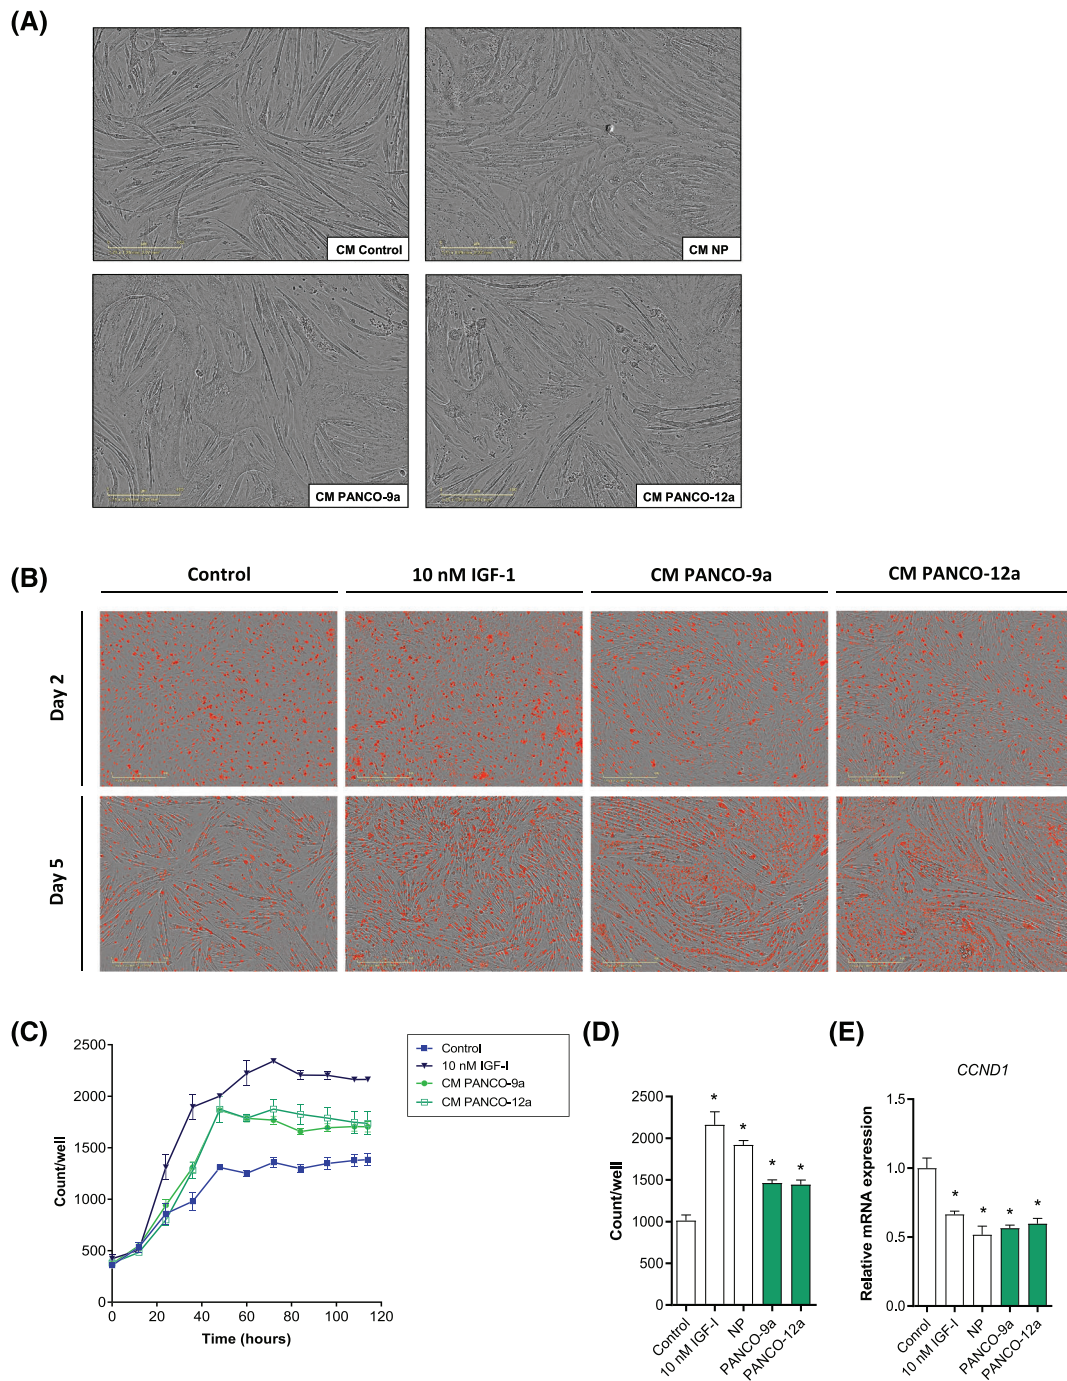 (A)
CM Control
CM NP
CM PANCO-9a
CM PANCO-12a
(B)
Control
10 nM IGF-1
CM PANCO-9a
CM PANCO-12a
Day 2
Day 5
(C)
Count/well
2500
2000
1500
1000
500
0
0
20
40
60
80
100
120
Time (hours)
Control
10 nM IGF-I
CM PANCO-9a
CM PANCO-12a
(D)
Count/well
2500
2000
1500
1000
500
0
*
*
*
*
Control
10 nM IGF-I
NP
PANCO-9a
PANCO-12a
(E)
CCND1
Relative mRNA expression
1.5
1.0
0.5
0.0
*
*
*
*
Control
10 nM IGF-I
NP
PANCO-9a
PANCO-12a